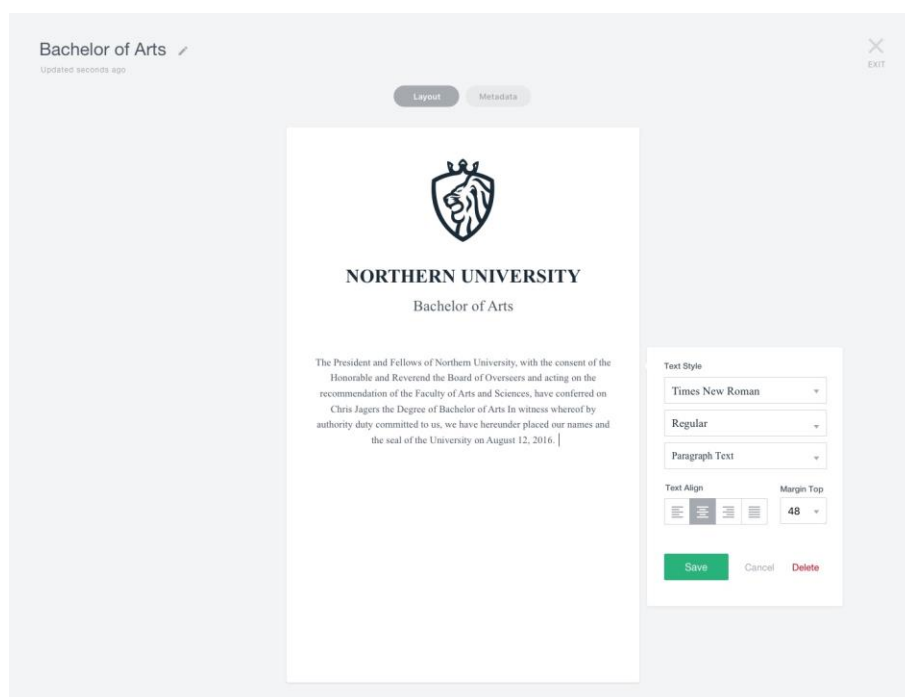 Bachelor of Arts
Updated seconds ago
EXIT
Layout
Metadata
NORTHERN UNIVERSITY
Bachelor of Arts
The President and Fellows of Northern University, with the consent of the
Honorable and Reverend the Board of Overseers and acting on the
recommendation of the Faculty of Arts and Sciences, have conferred on
Chris Jagers the Degree of Bachelor of Arts In witness whereof by
authority duty committed to us, we have hereunder placed our names and
the seal of the University on August 12, 2016.
Text Style
Times New Roman
Regular
Paragraph Text
Text Align
Margin Top
48
Save
Cancel
Delete